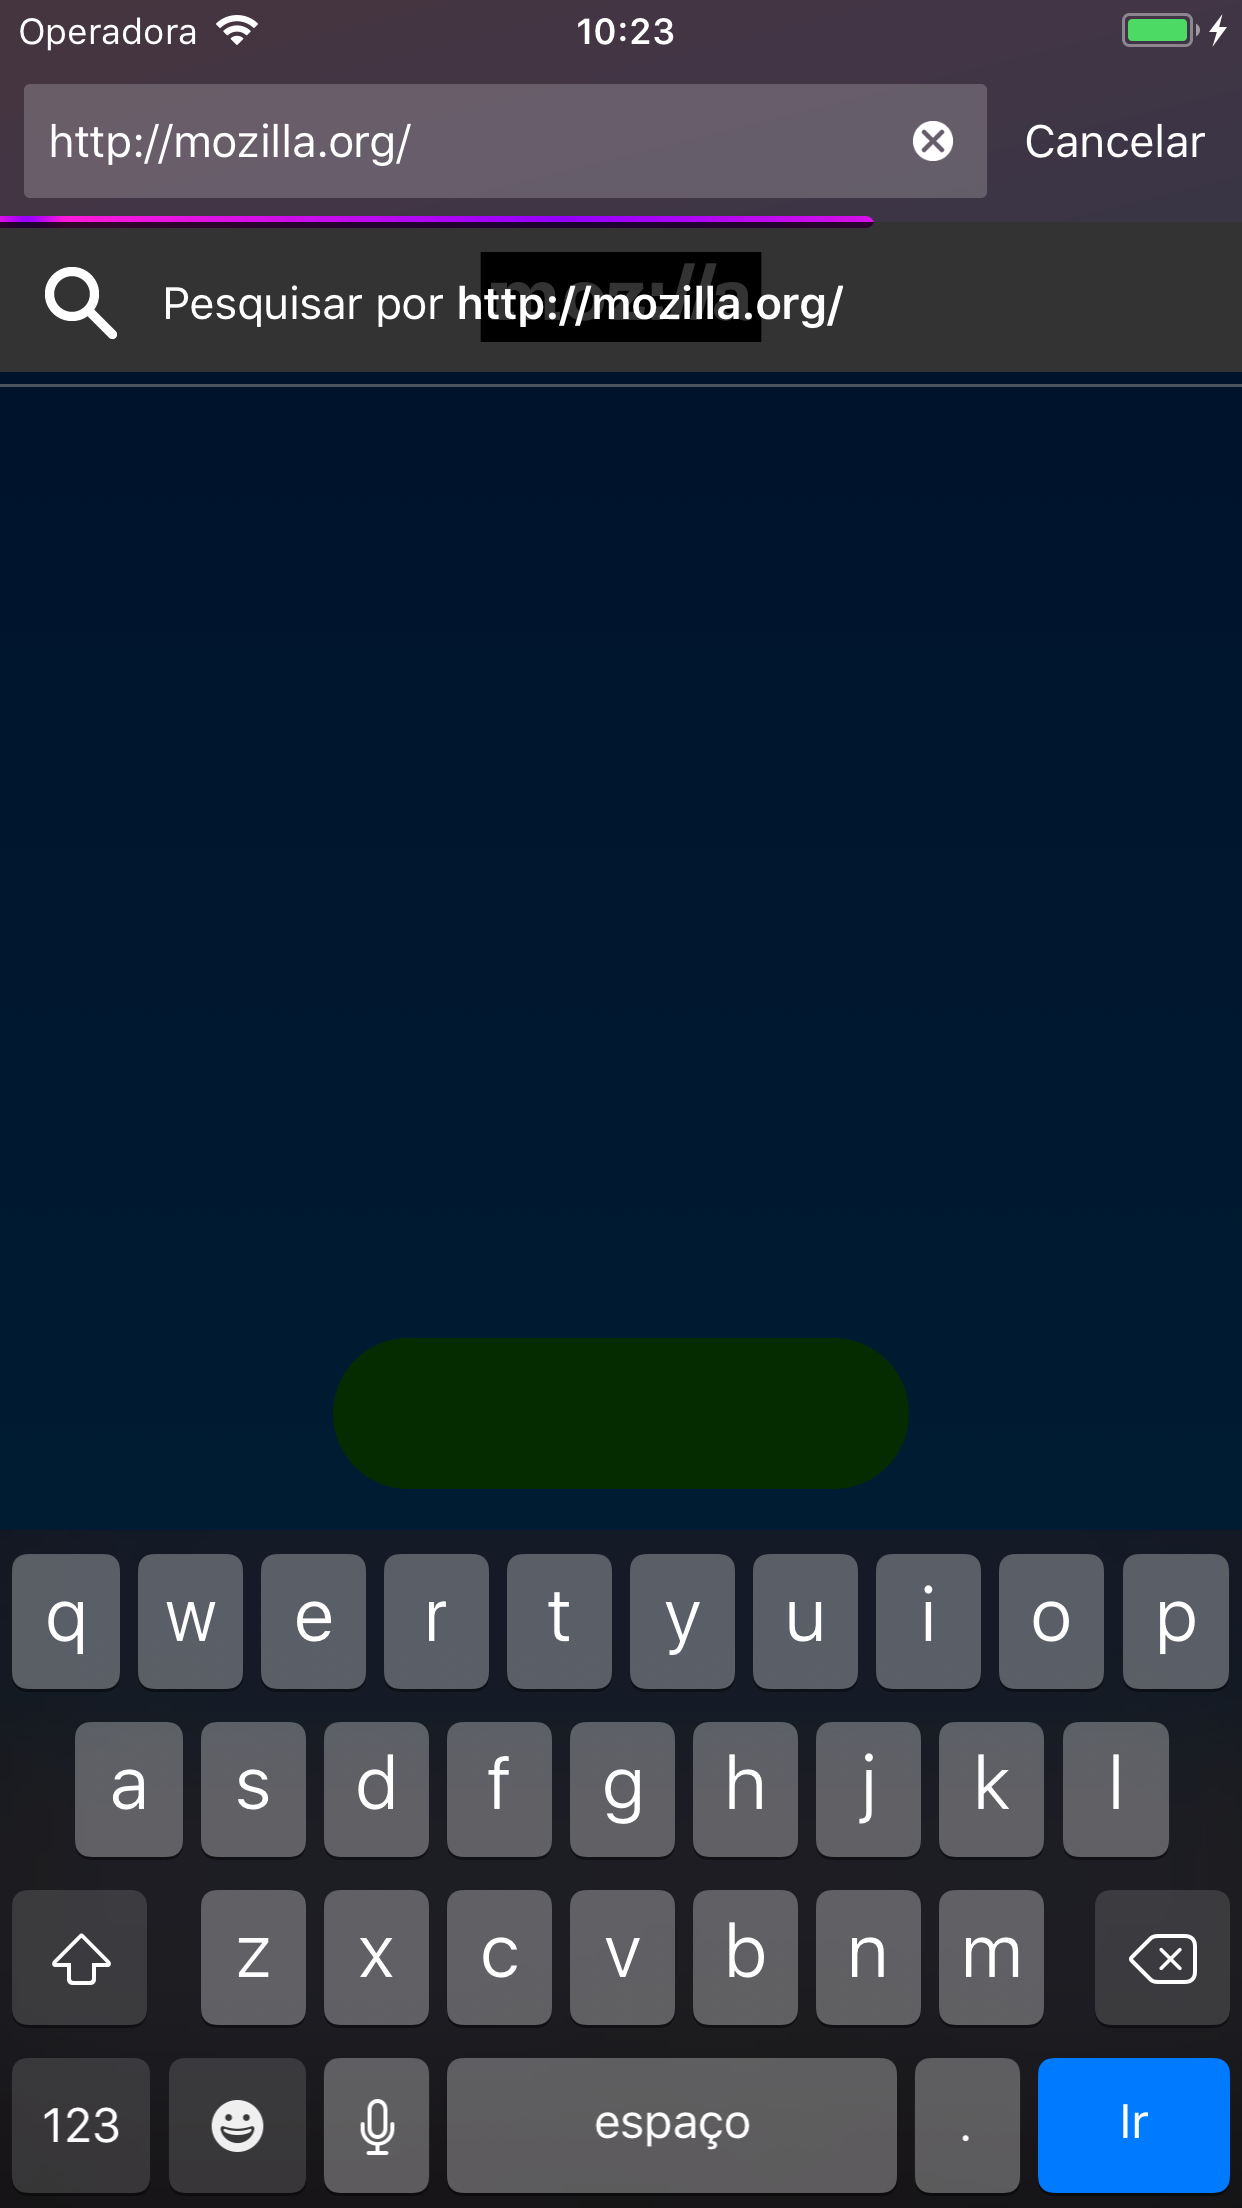 Operadora 10:23
http://mozilla.org/ Cancelar
Pesquisar por http://mozilla.org/
q w e r t y u i o p
a s d f g h j k l
z x c v b n m
123 espaço . Ir